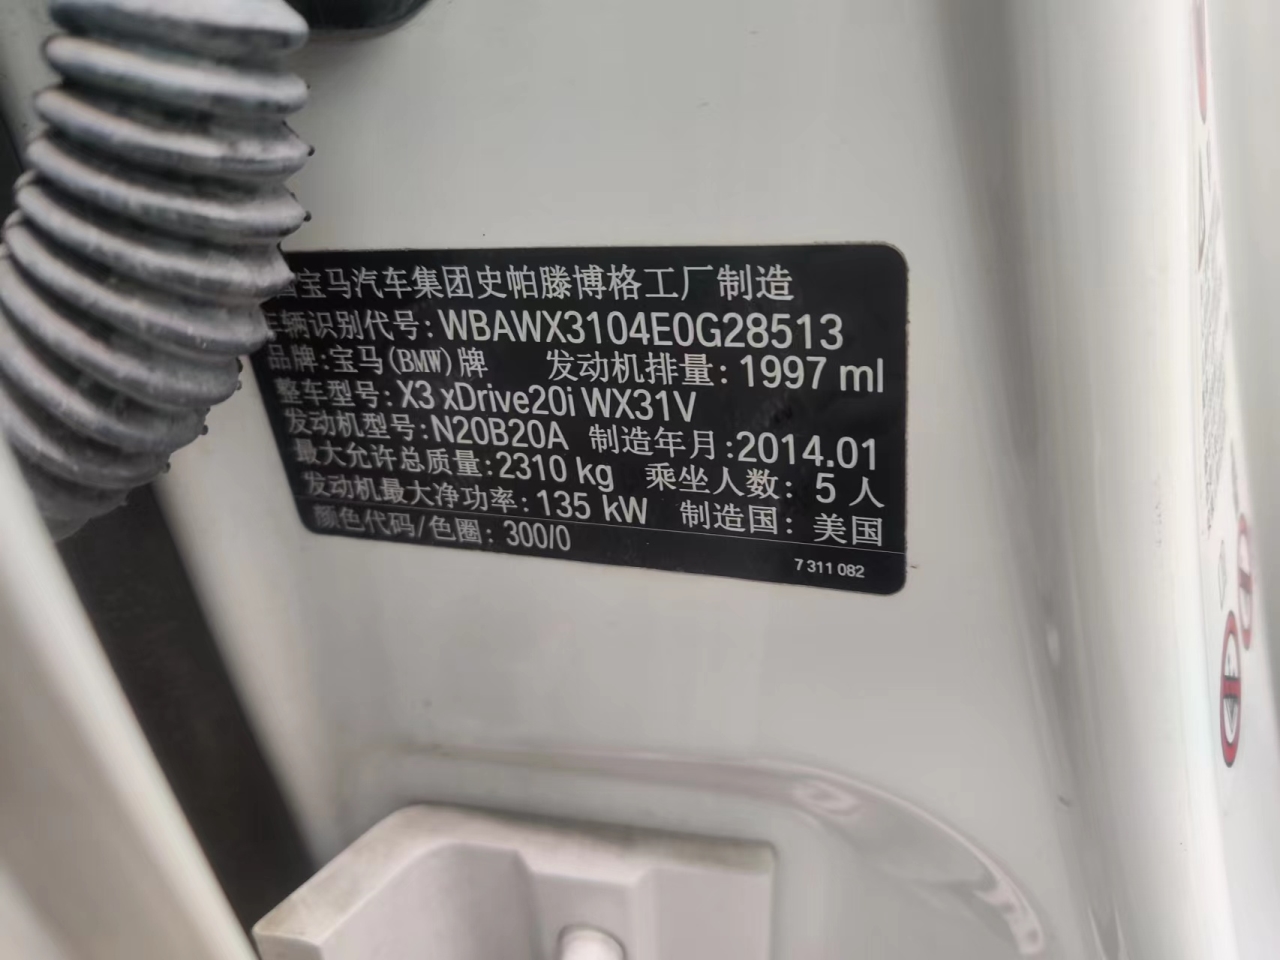 宝马汽车集团史帕滕博格工厂制造
车辆识别代号:WBAWX3104E0G28513
品牌:宝马(BMW)牌 发动机排量:1997 ml
整车型号:X3 xDrive20i WX31V
发动机型号:N20B20A 制造年月:2014.01
最大允许总质量:2310 kg 乘坐人数: 5 人
发动机最大净功率:135 kW 制造国: 美国
颜色代码/色圈: 300/0
7 311 082